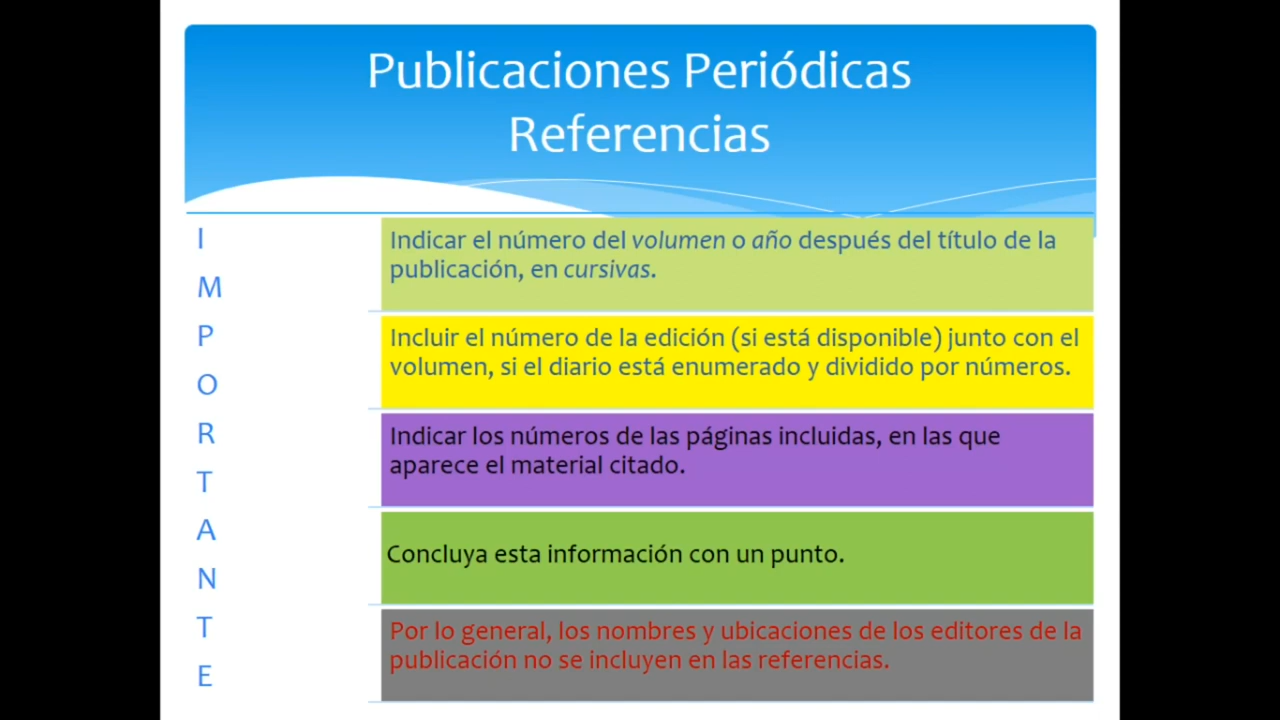 Publicaciones Periódicas
Referencias
I
M
P
O
R
T
A
N
T
E
Indicar el número del volumen o año después del título de la
publicación, en cursivas.
Incluir el número de la edición (si está disponible) junto con el
volumen, si el diario está enumerado y dividido por números.
Indicar los números de las páginas incluidas, en las que
aparece el material citado.
Concluya esta información con un punto.
Por lo general, los nombres y ubicaciones de los editores de la
publicación no se incluyen en las referencias.